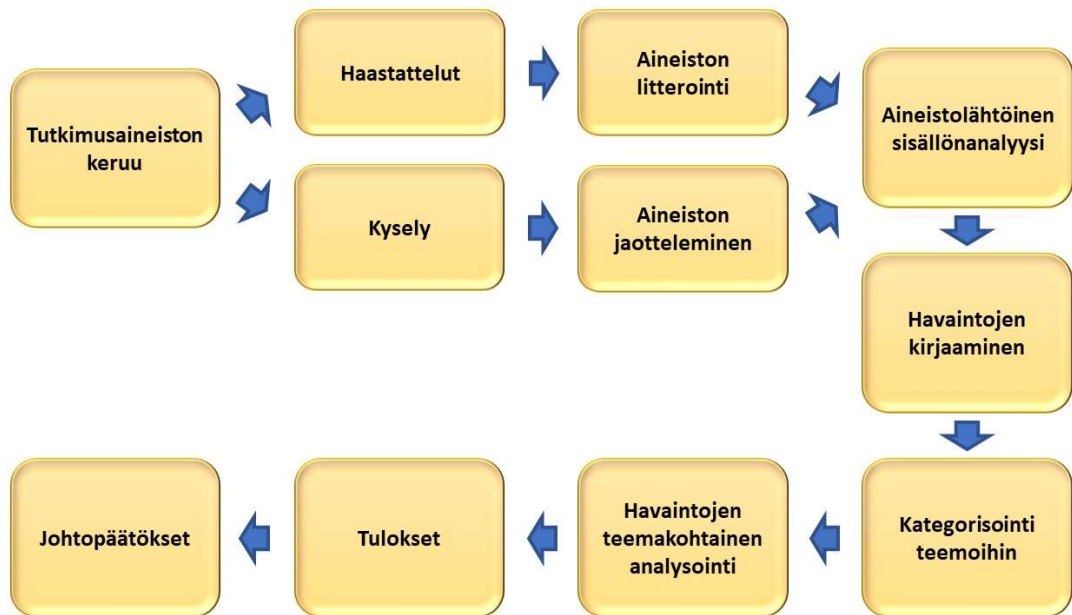 Tutkimusaineiston
keruu
Haastattelut
Aineiston
litterointi
Kysely
Aineiston
jaotteleminen
Aineistolähtöinen
sisällönanalyysi
Havaintojen
kirjaaminen
Kategorisointi
teemoihin
Havaintojen
teemakohtainen
analysointi
Tulokset
Johtopäätökset